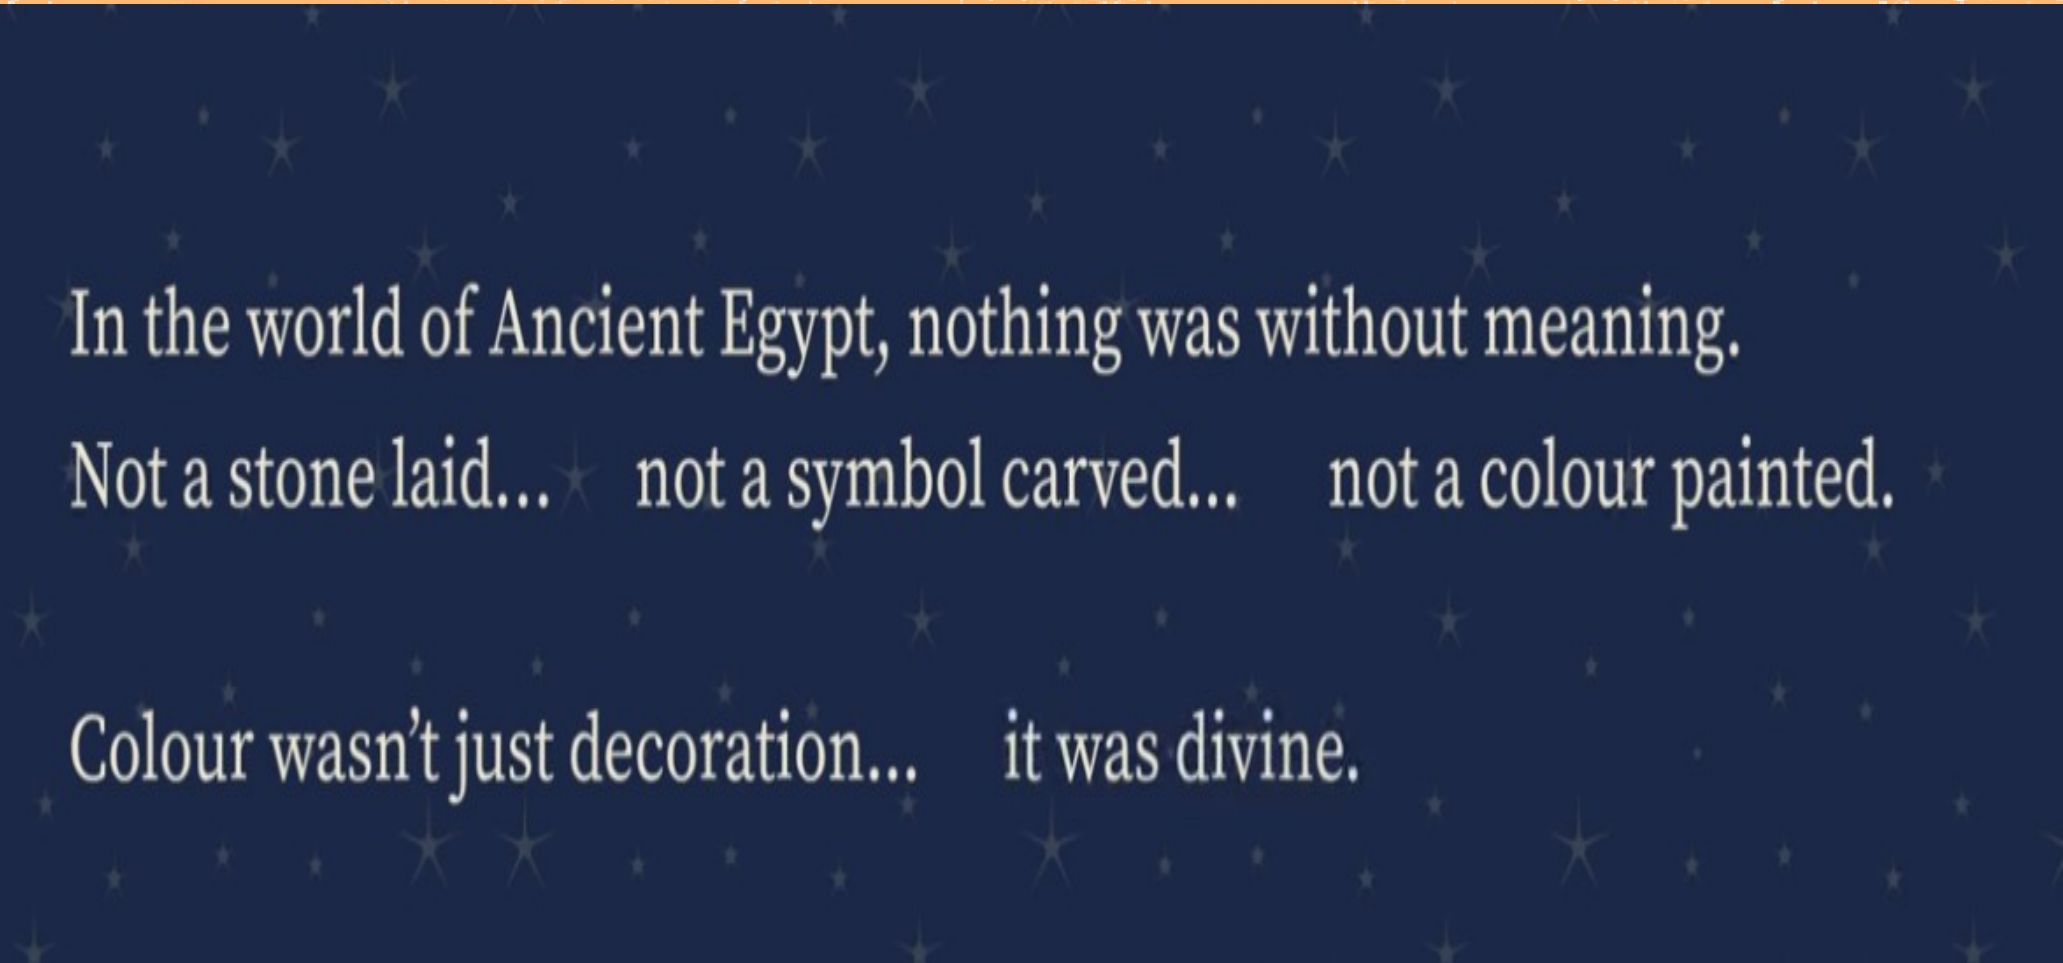 In the world of Ancient Egypt, nothing was without meaning.
Not a stone laid... not a symbol carved... not a colour painted.
Colour wasn’t just decoration... it was divine.